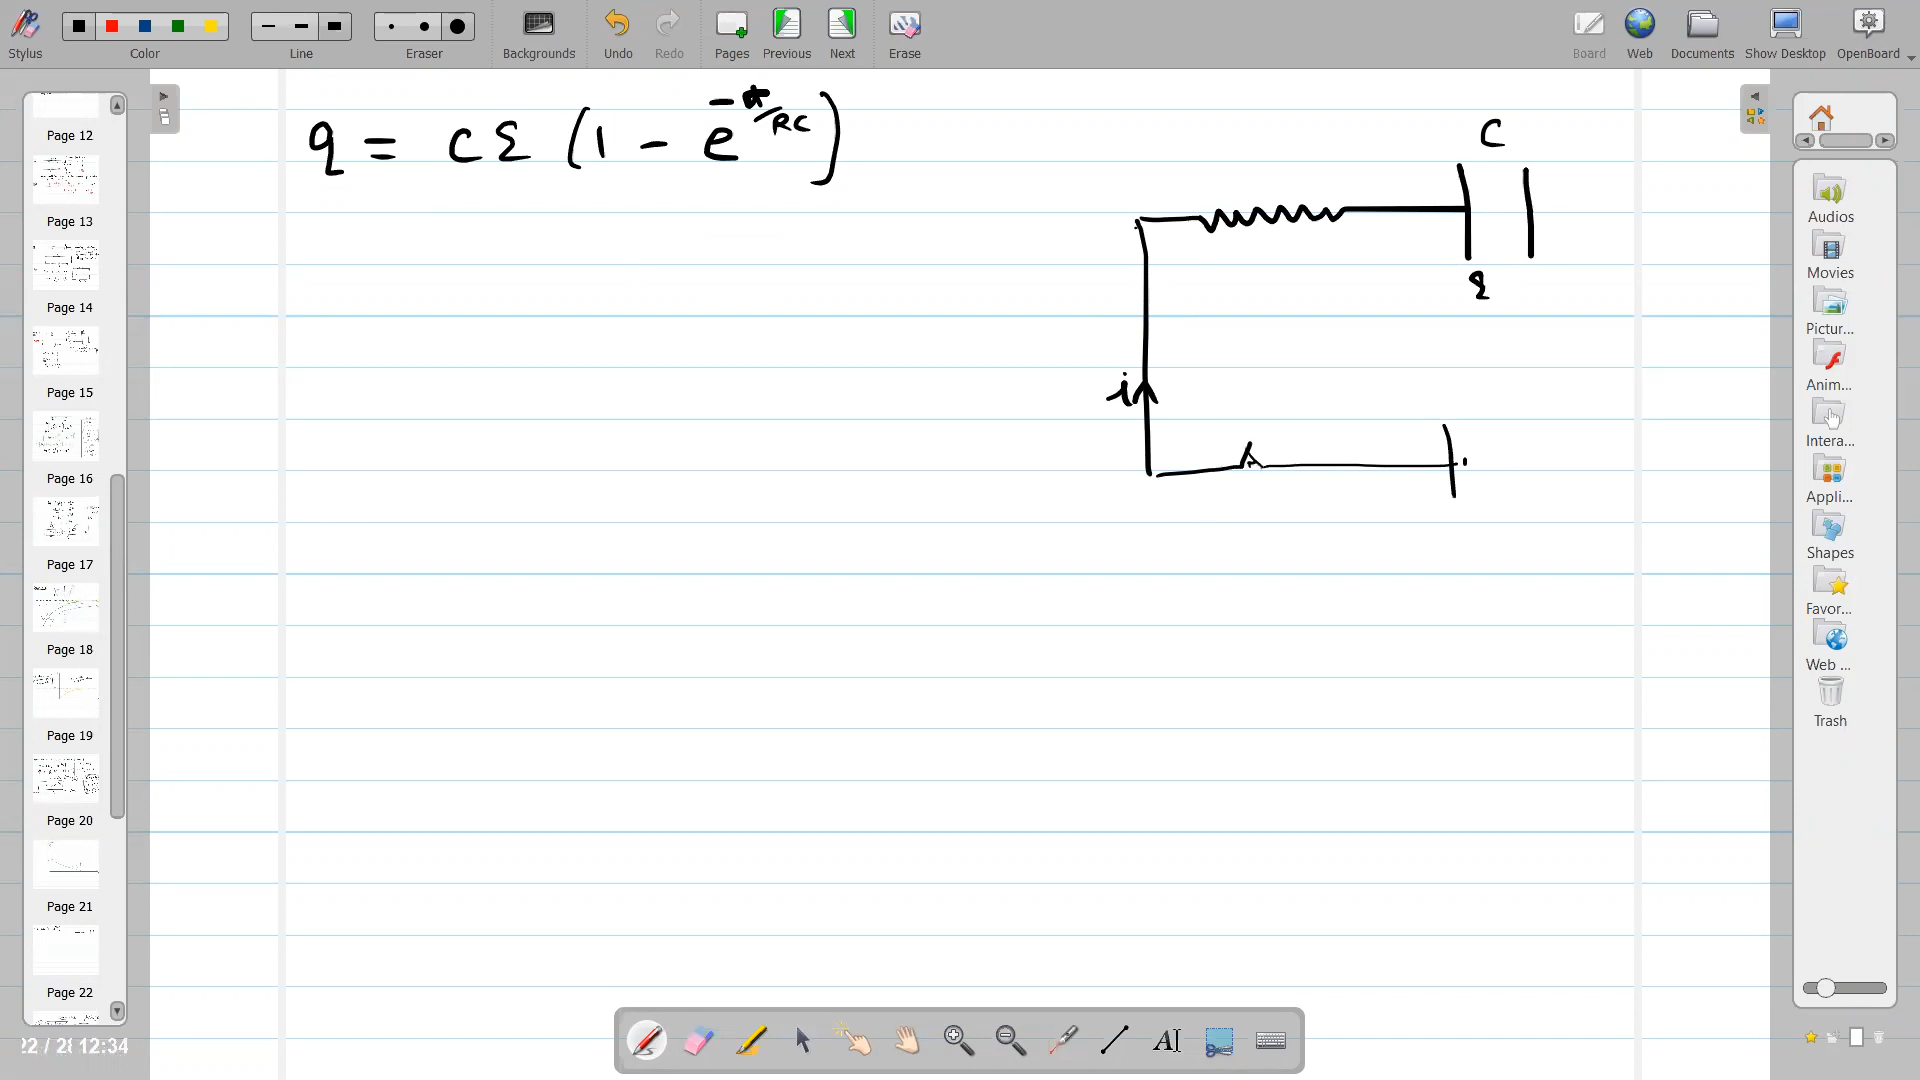 Stylus
Color
Line
Eraser
Backgrounds
Undo
Redo
Pages
Previous
Next
Erase
Board
Web
Documents
Show Desktop
OpenBoard
Page 12
Page 13
Page 14
Page 15
Page 16
Page 17
Page 18
Page 19
Page 20
Page 21
Page 22
q = Cε (1 - e^{-t/RC})
C
q
i
Audios
Movies
Pictur...
Anim...
Intera...
Appli...
Shapes
Favor...
Web ...
Trash
12:34